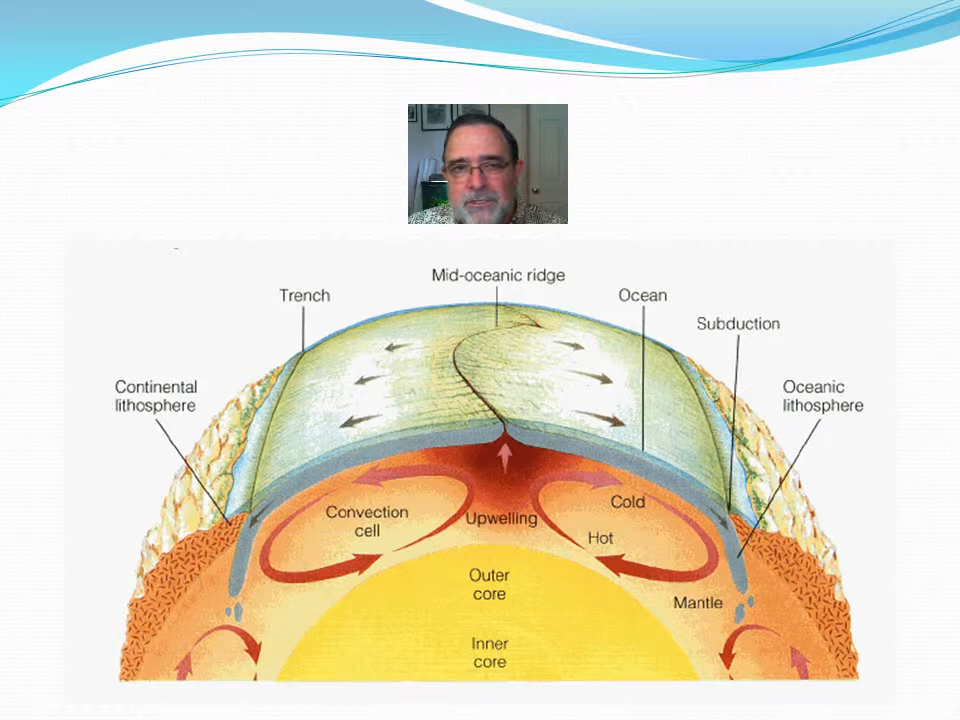 Mid-oceanic ridge
Trench
Ocean
Subduction
Continental
lithosphere
Oceanic
lithosphere
Convection
cell
Upwelling
Cold
Hot
Outer
core
Mantle
Inner
core